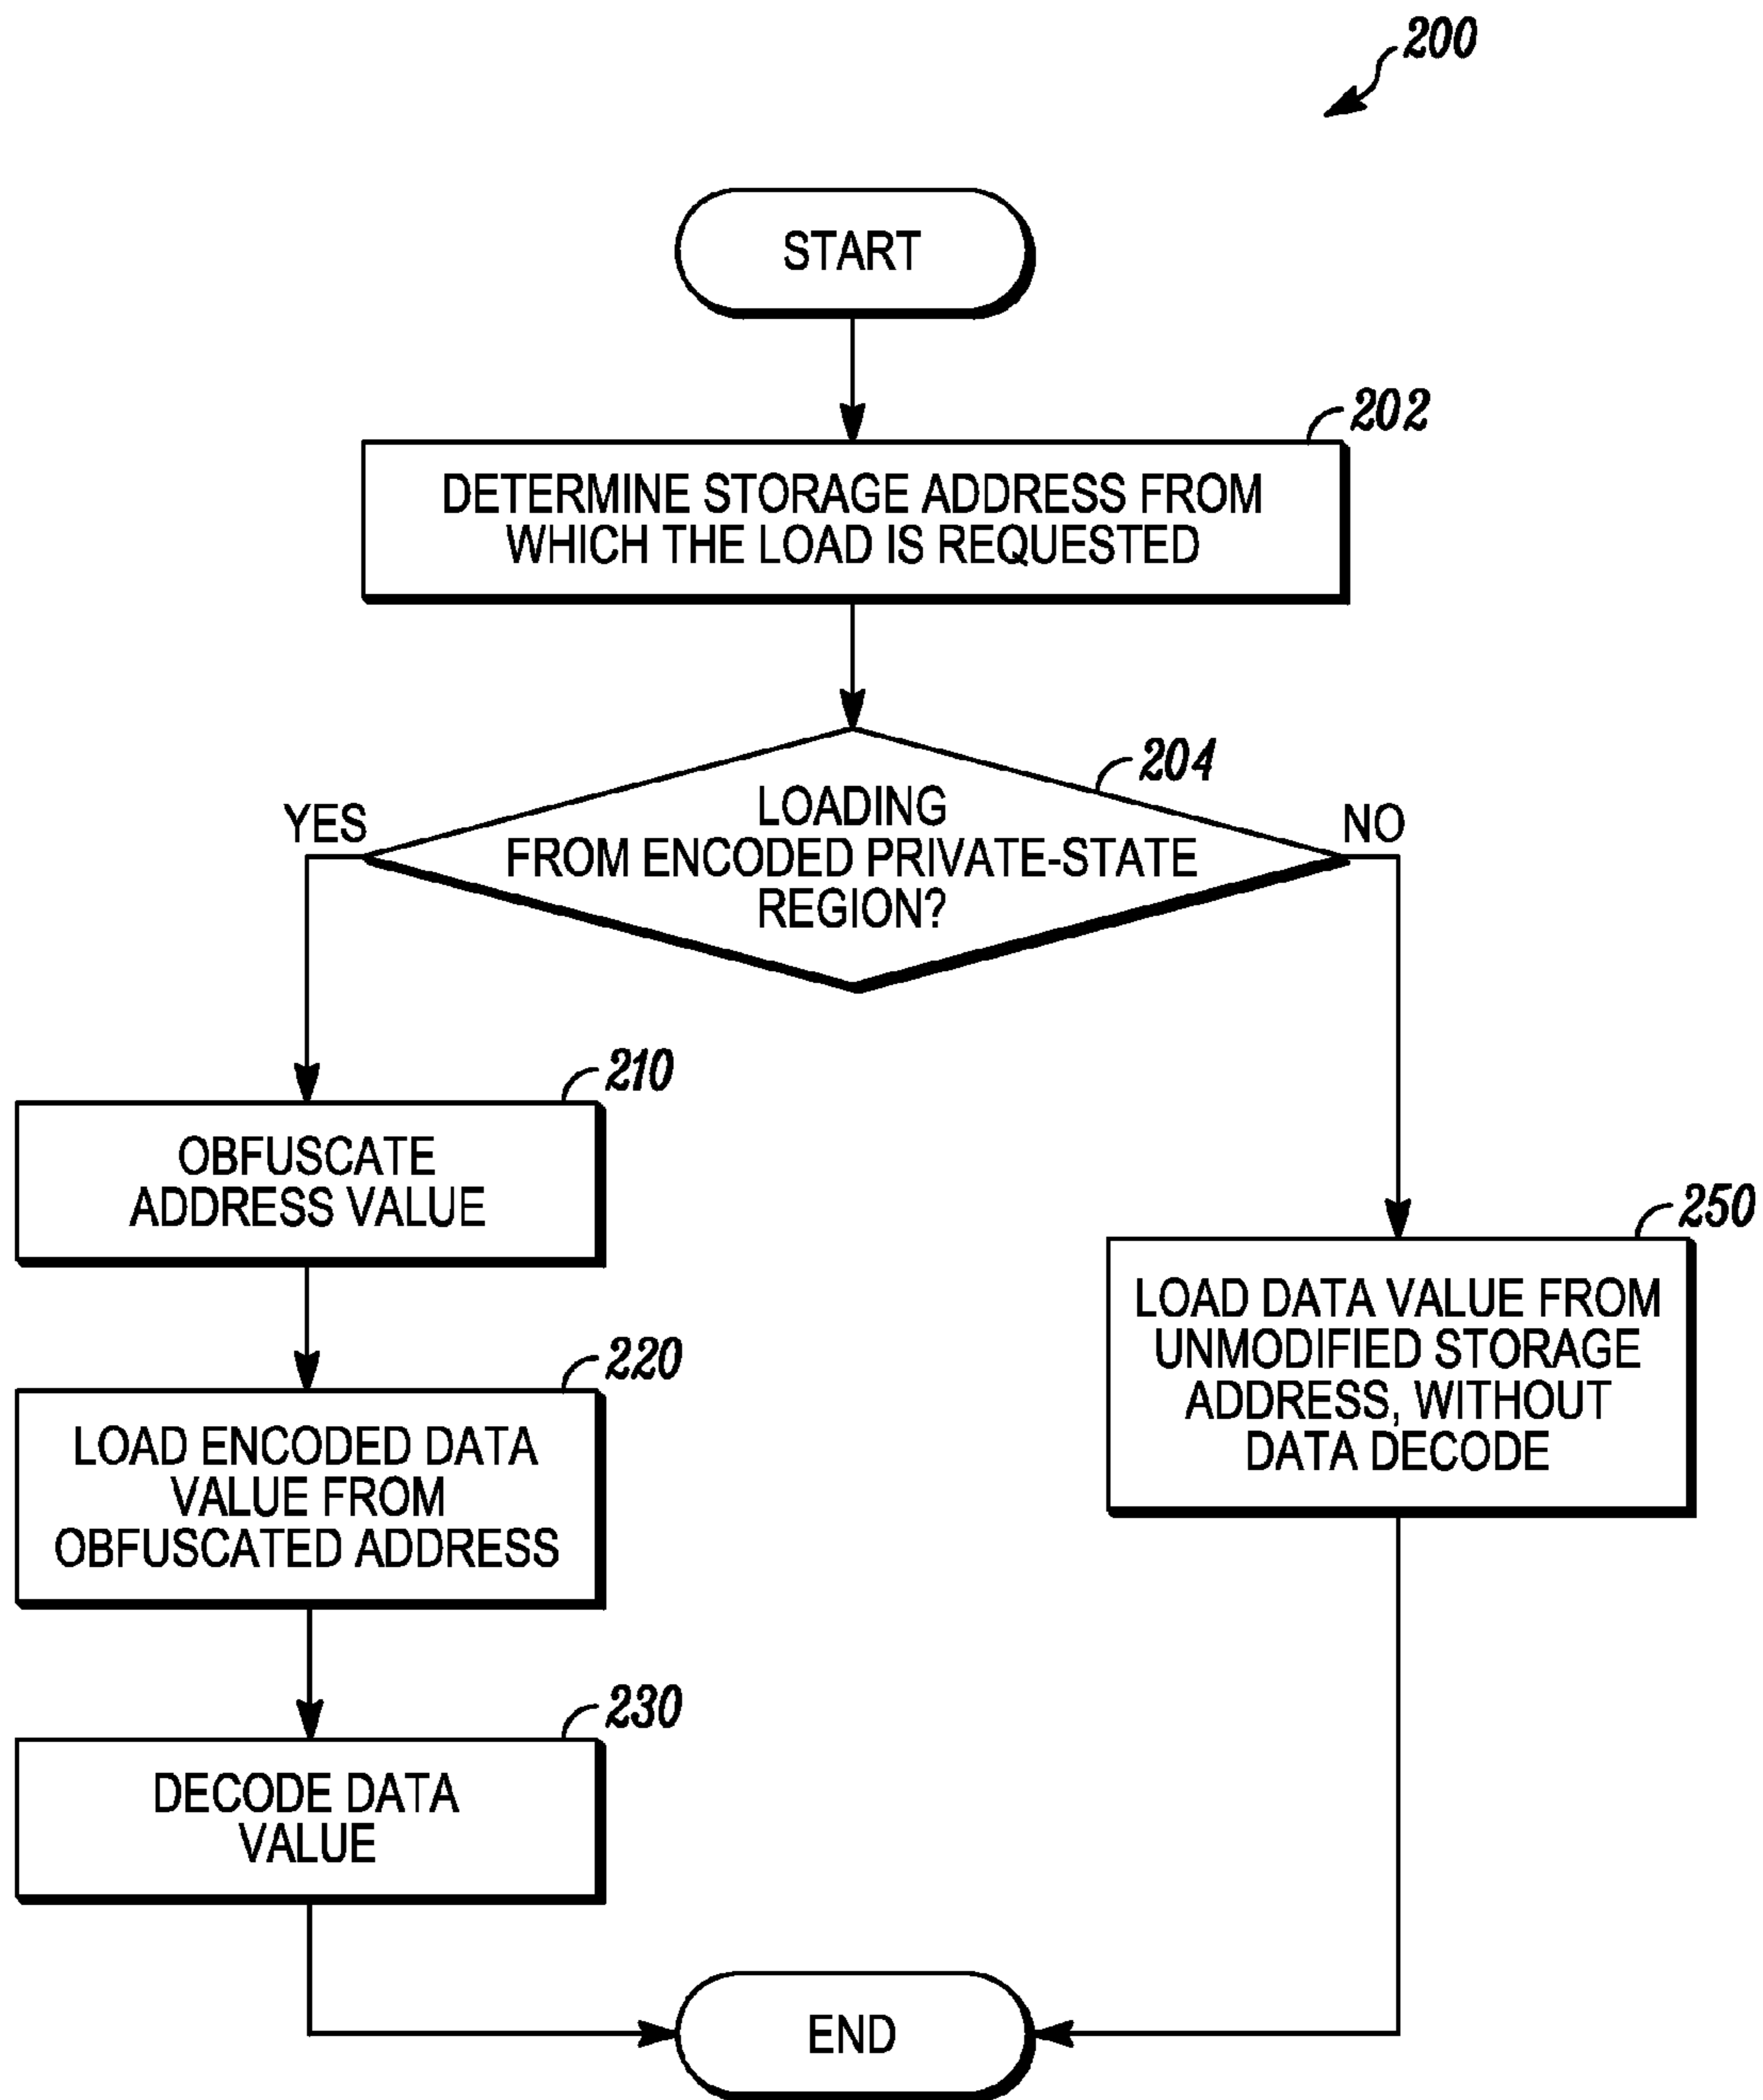 200
START
202
DETERMINE STORAGE ADDRESS FROM
WHICH THE LOAD IS REQUESTED
204
YES
LOADING
FROM ENCODED PRIVATE-STATE
REGION?
NO
210
OBFUSCATE
ADDRESS VALUE
220
LOAD ENCODED DATA
VALUE FROM
OBFUSCATED ADDRESS
230
DECODE DATA
VALUE
250
LOAD DATA VALUE FROM
UNMODIFIED STORAGE
ADDRESS, WITHOUT
DATA DECODE
END